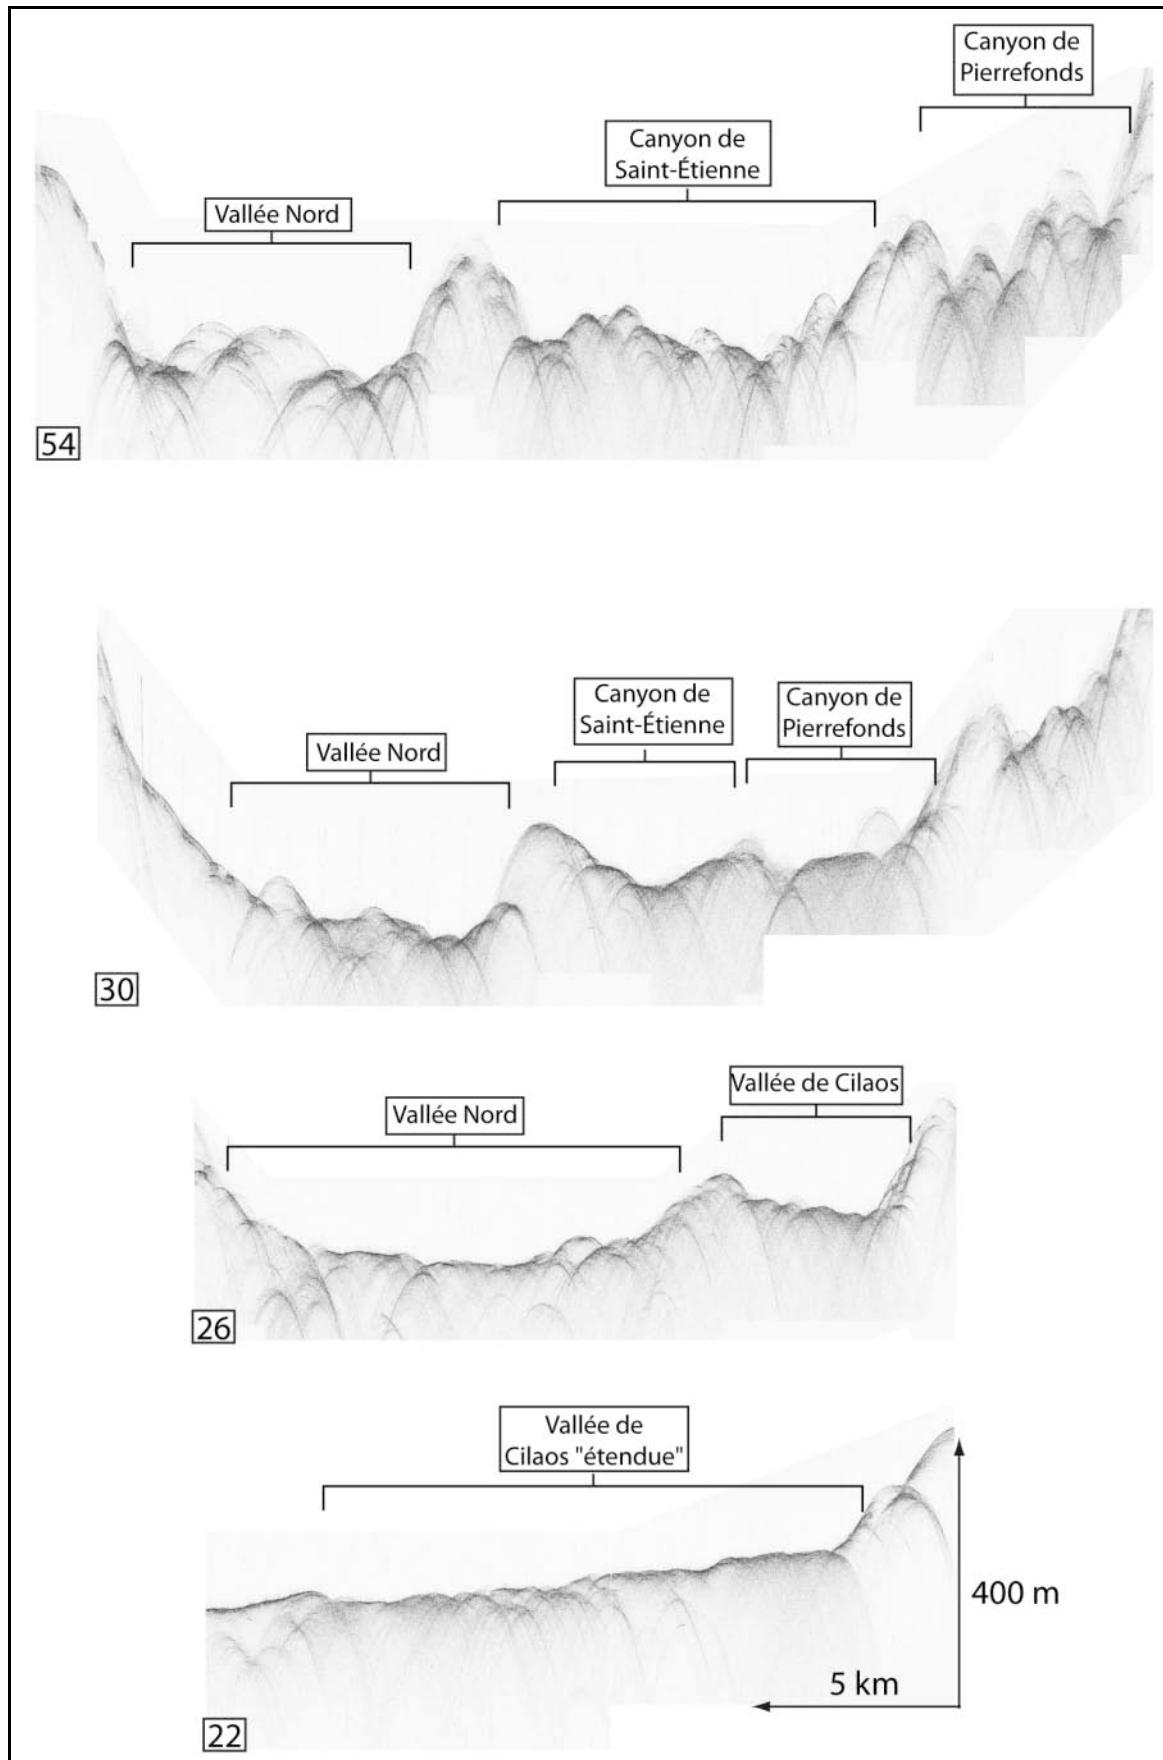 Canyon de
Pierrefonds
Canyon de
Saint-Étienne
Vallée Nord
54
Canyon de
Saint-Étienne
Canyon de
Pierrefonds
Vallée Nord
30
Vallée de Cilaos
Vallée Nord
26
Vallée de
Cilaos "étendue"
400 m
5 km
22